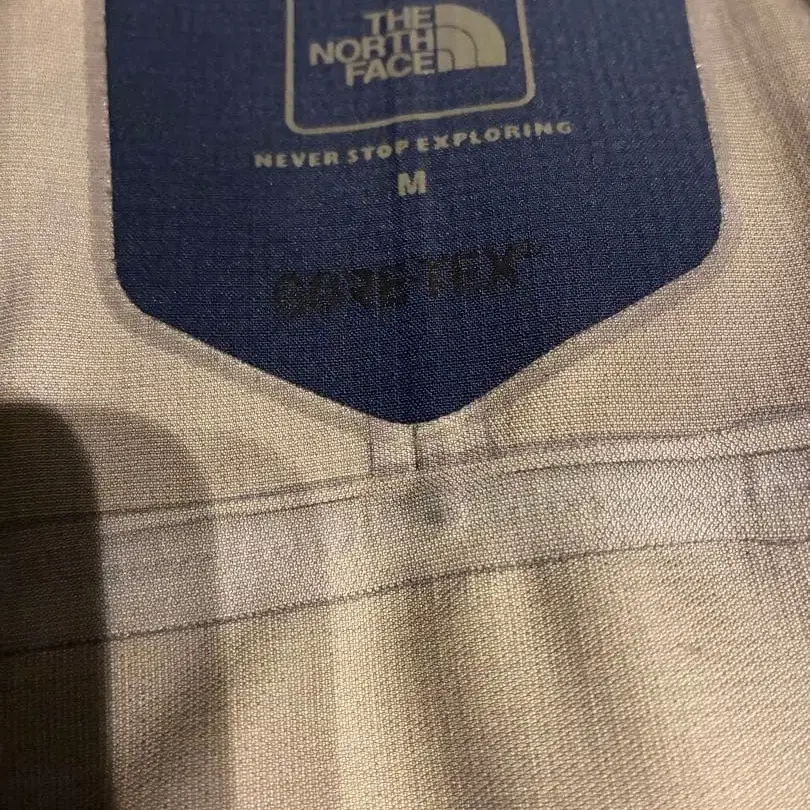 THE
NORTH
FACE
NEVER STOP EXPLORING
M
GORE-TEX